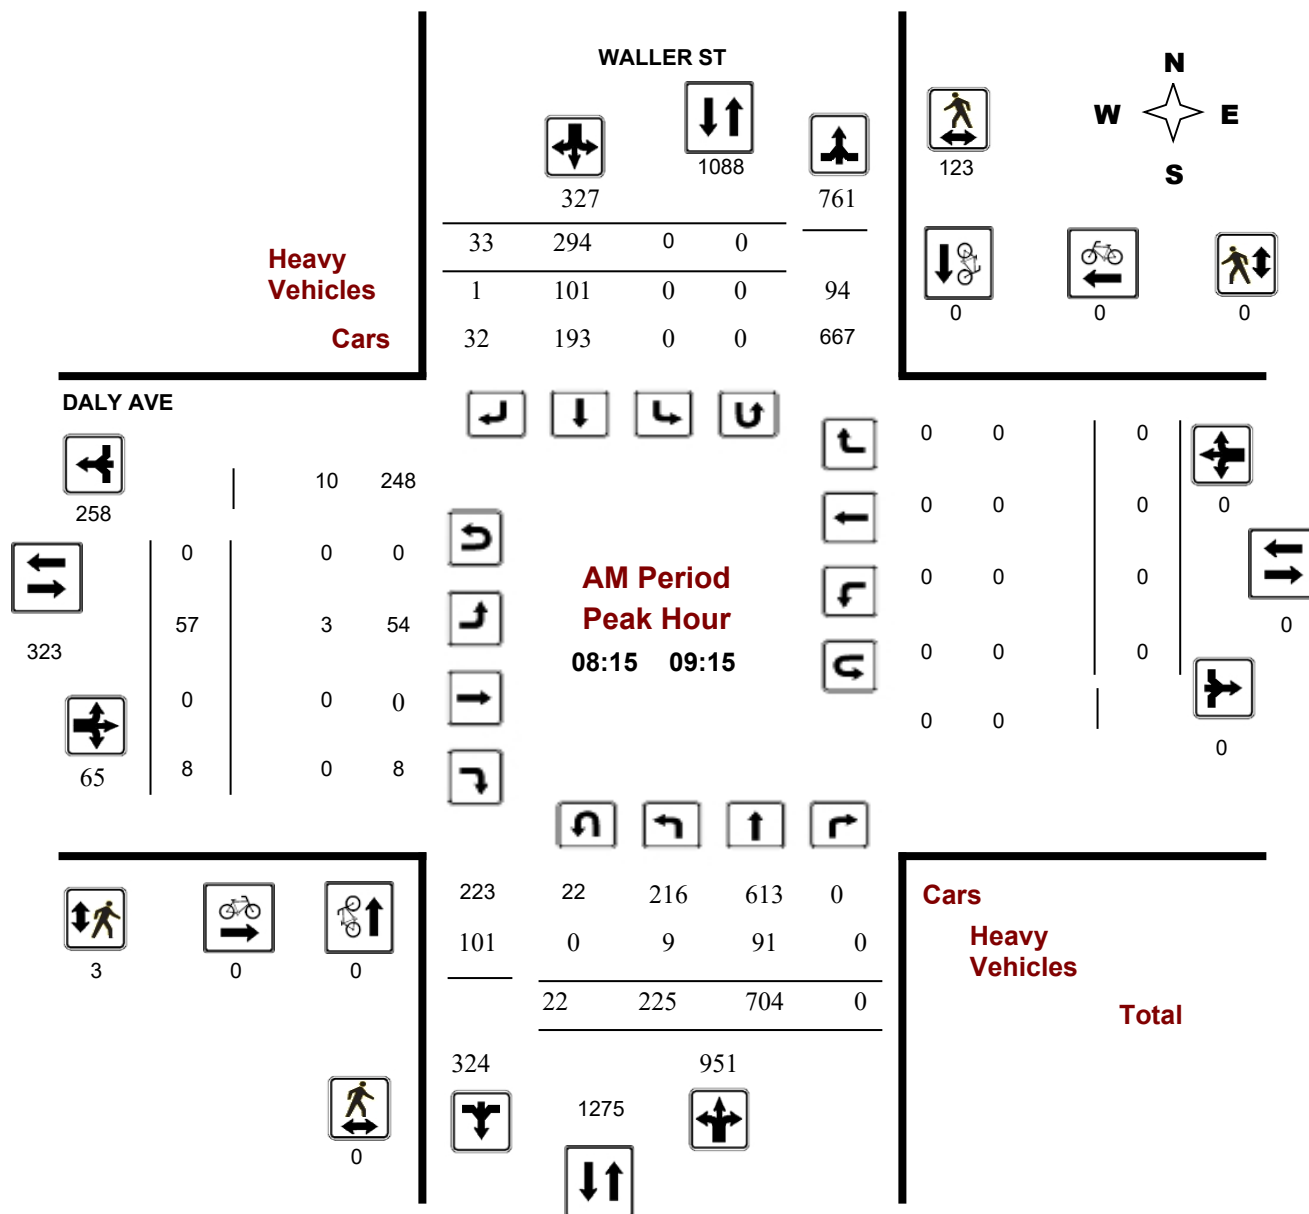 WALLER ST
N
W E
S
1088
123
327
761
33 294 0 0
Heavy
Vehicles
1 101 0 0 94
0 0 0
Cars
32 193 0 0 667
DALY AVE
0 0 0
10 248
258
0 0 0 0
0 0 0
0 0 0
AM Period
Peak Hour
57 3 54
0
323
08:15 09:15
0 0 0
0 0 0
0 0
0
65
8 0 8
223 22 216 613 0
Cars
101 0 9 91 0
Heavy
Vehicles
3 0 0
22 225 704 0
Total
324
951
1275
0